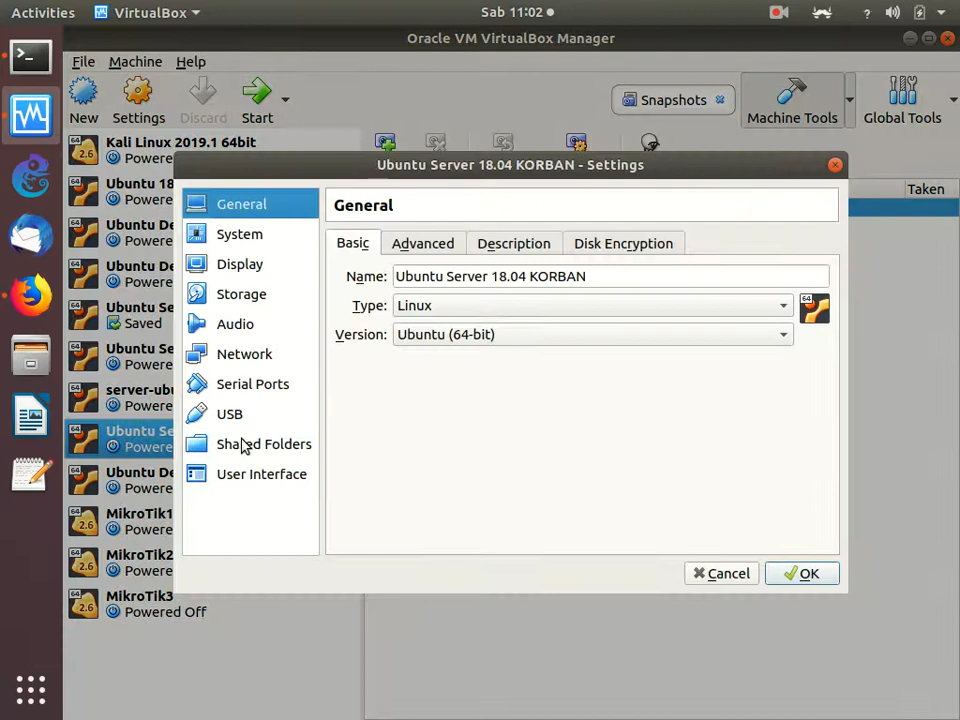 Activities
VirtualBox
Sab 11:02
Oracle VM VirtualBox Manager
File
Machine
Help
New
Settings
Discard
Start
Snapshots
Machine Tools
Global Tools
Kali Linux 2019.1 64bit
Powered
Ubuntu 18
Powere
Ubuntu De
Powere
Ubuntu De
Powere
Ubuntu Se
Saved
Ubuntu Se
Powere
server-ubu
Powere
Ubuntu Se
Powere
Ubuntu De
Powere
MikroTik1
Powere
MikroTik2
Powere
MikroTik3
Powered Off
Taken
Ubuntu Server 18.04 KORBAN - Settings
General
System
Display
Storage
Audio
Network
Serial Ports
USB
Shared Folders
User Interface
General
Basic
Advanced
Description
Disk Encryption
Name:
Ubuntu Server 18.04 KORBAN
Type:
Linux
Version:
Ubuntu (64-bit)
Cancel
OK